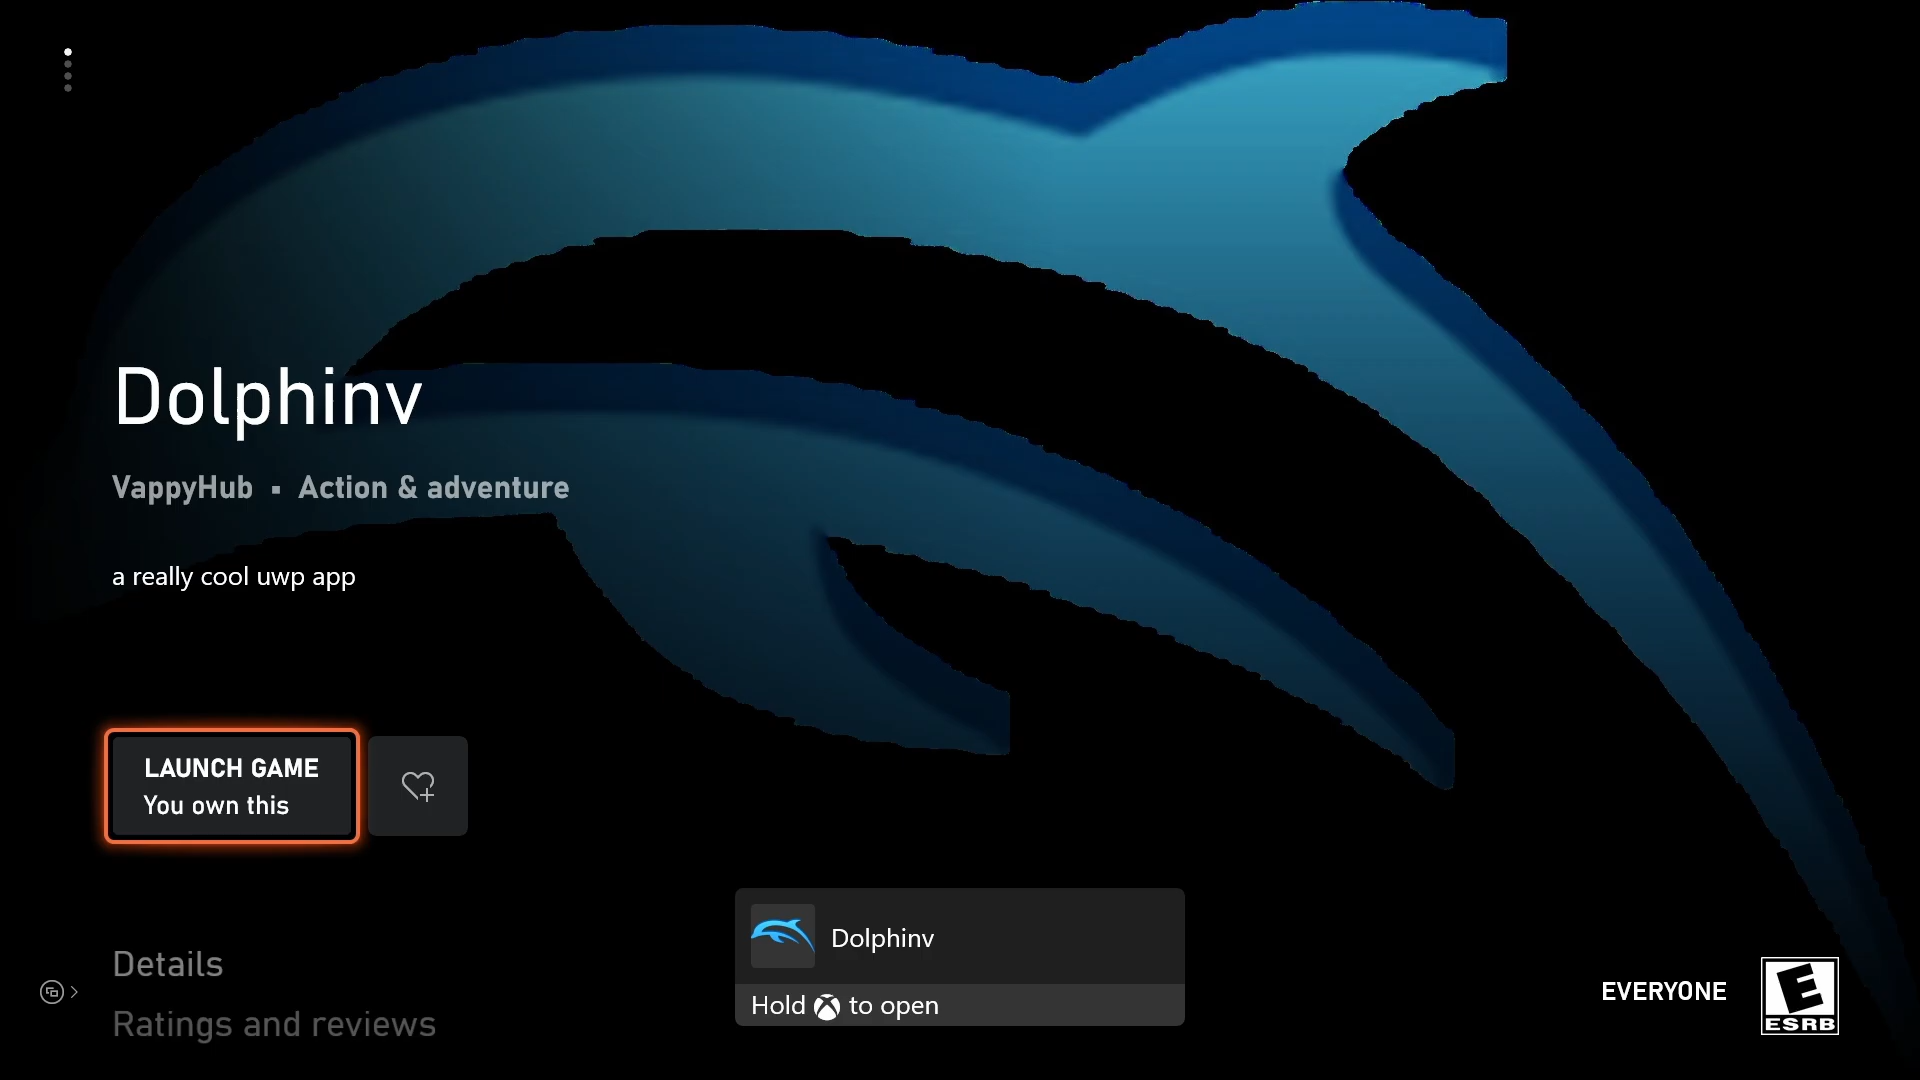 Dolphinv
VappyHub ▪ Action & adventure
a really cool uwp app
LAUNCH GAME
You own this
Details
Ratings and reviews
Dolphinv
Hold to open
EVERYONE
E
ESRB